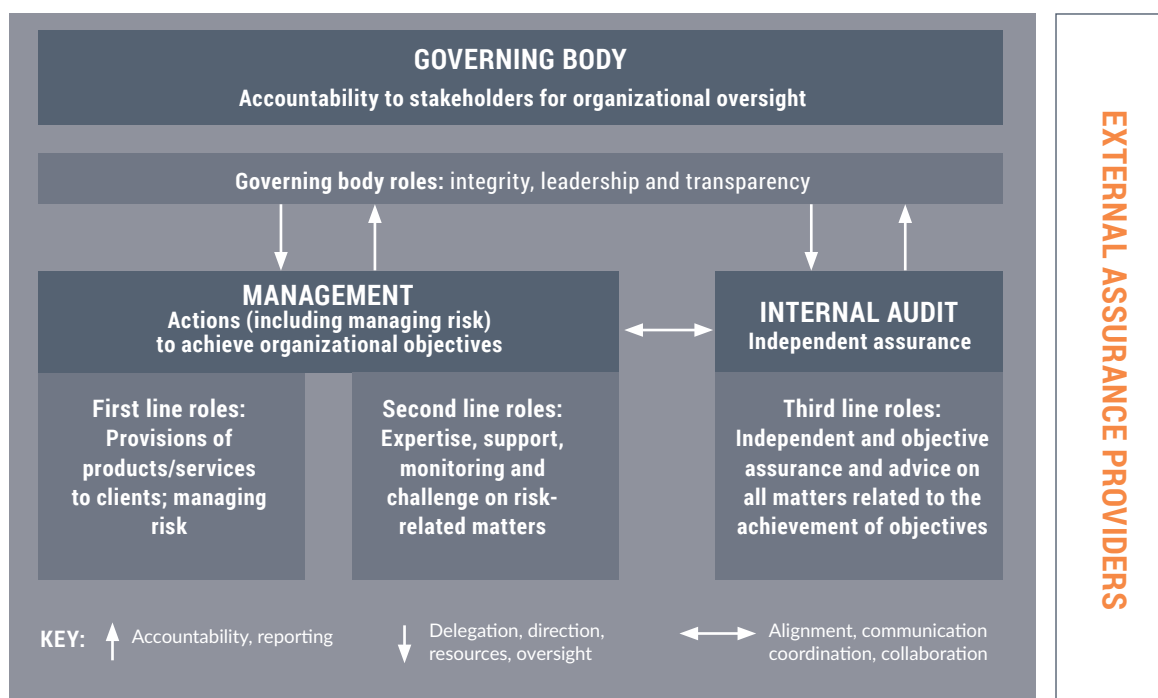 GOVERNING BODY
Accountability to stakeholders for organizational oversight
Governing body roles: integrity, leadership and transparency
MANAGEMENT
Actions (including managing risk)
to achieve organizational objectives
INTERNAL AUDIT
Independent assurance
First line roles:
Provisions of
products/services
to clients; managing
risk
Second line roles:
Expertise, support,
monitoring and
challenge on risk-
related matters
Third line roles:
Independent and objective
assurance and advice on
all matters related to the
achievement of objectives
KEY:
Accountability, reporting
Delegation, direction,
resources, oversight
Alignment, communication
coordination, collaboration
EXTERNAL ASSURANCE PROVIDERS